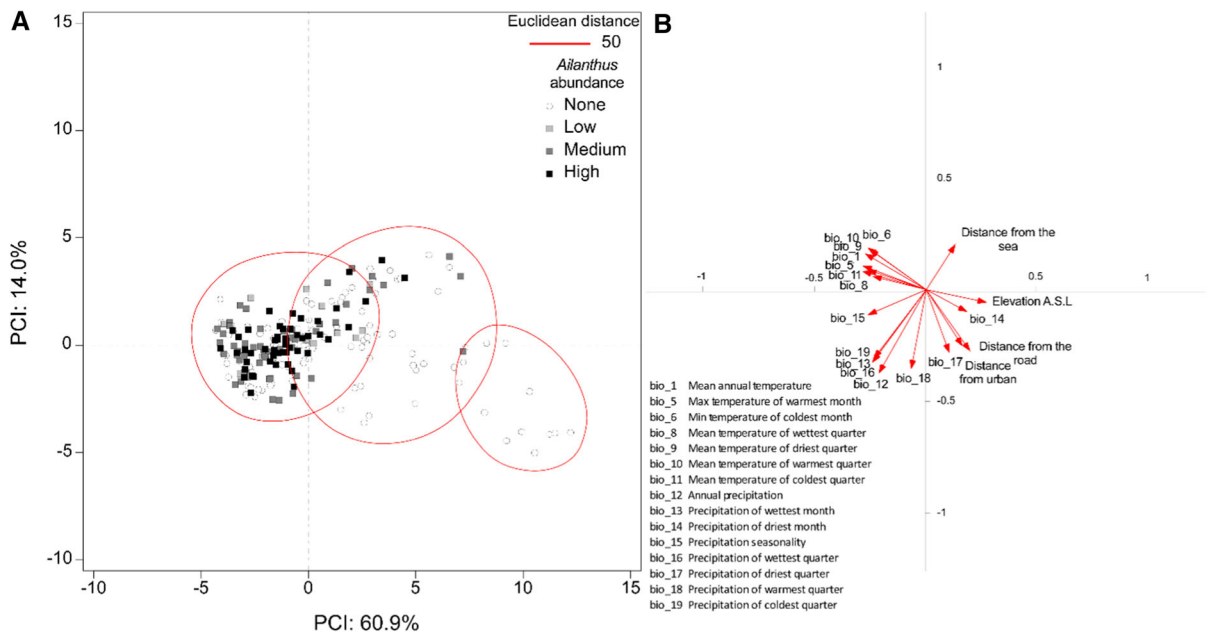 A
Euclidean distance
50
Ailanthus
abundance
None
Low
Medium
High
15
10
5
0
-5
-10
-10
-5
0
5
10
15
PCI: 14.0%
PCI: 60.9%
B
1
0.5
-1
-0.5
0.5
1
-0.5
-1
Distance from the
sea
bio_10
bio_6
bio_9
bio_1
bio_5
bio_11
bio_8
bio_15
Elevation A.S.L
bio_14
Distance from the
road
Distance
from urban
bio_17
bio_18
bio_19
bio_13
bio_16
bio_12
bio_1 Mean annual temperature
bio_5 Max temperature of warmest month
bio_6 Min temperature of coldest month
bio_8 Mean temperature of wettest quarter
bio_9 Mean temperature of driest quarter
bio_10 Mean temperature of warmest quarter
bio_11 Mean temperature of coldest quarter
bio_12 Annual precipitation
bio_13 Precipitation of wettest month
bio_14 Precipitation of driest month
bio_15 Precipitation seasonality
bio_16 Precipitation of wettest quarter
bio_17 Precipitation of driest quarter
bio_18 Precipitation of warmest quarter
bio_19 Precipitation of coldest quarter